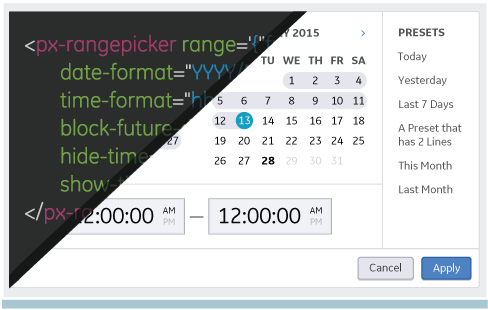 <px-rangepicker range='{"f
Y 2015 >
PRESETS
date-format="YYYY/
TU WE TH FR SA
Today
1 2 3 4
Yesterday
time-format="hh
5 6 7 8 9 10 11
Last 7 Days
block-future-
12 13 14 15 16 17 18
A Preset that
has 2 Lines
hide-time
27
19 20 21 22 23 24 25
This Month
26 27 28 29 30 31
show-t
Last Month
</px-r
2:00:00 AM PM — 12:00:00 AM PM
Cancel Apply